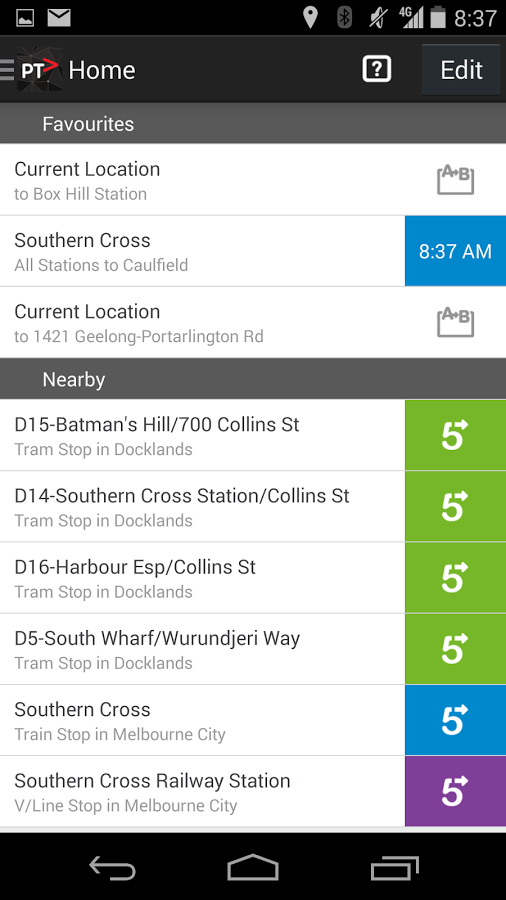 4G 8:37
PT> Home ? Edit
Favourites
Current Location
to Box Hill Station
A B
Southern Cross
All Stations to Caulfield
8:37 AM
Current Location
to 1421 Geelong-Portarlington Rd
A B
Nearby
D15-Batman's Hill/700 Collins St
Tram Stop in Docklands
5
D14-Southern Cross Station/Collins St
Tram Stop in Docklands
5
D16-Harbour Esp/Collins St
Tram Stop in Docklands
5
D5-South Wharf/Wurundjeri Way
Tram Stop in Docklands
5
Southern Cross
Train Stop in Melbourne City
5
Southern Cross Railway Station
V/Line Stop in Melbourne City
5